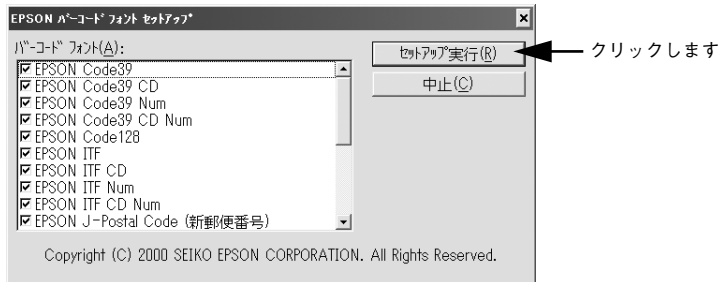 EPSON ﾊﾞｰｺｰﾄﾞ ﾌｫﾝﾄ ｾｯﾄｱｯﾌﾟ
ﾊﾞｰｺｰﾄﾞ ﾌｫﾝﾄ(A):
EPSON Code39
EPSON Code39 CD
EPSON Code39 Num
EPSON Code39 CD Num
EPSON Code128
EPSON ITF
EPSON ITF CD
EPSON ITF Num
EPSON ITF CD Num
EPSON J-Postal Code (新郵便番号)
ｾｯﾄｱｯﾌﾟ実行(R)
クリックします
中止(C)
Copyright (C) 2000 SEIKO EPSON CORPORATION. All Rights Reserved.